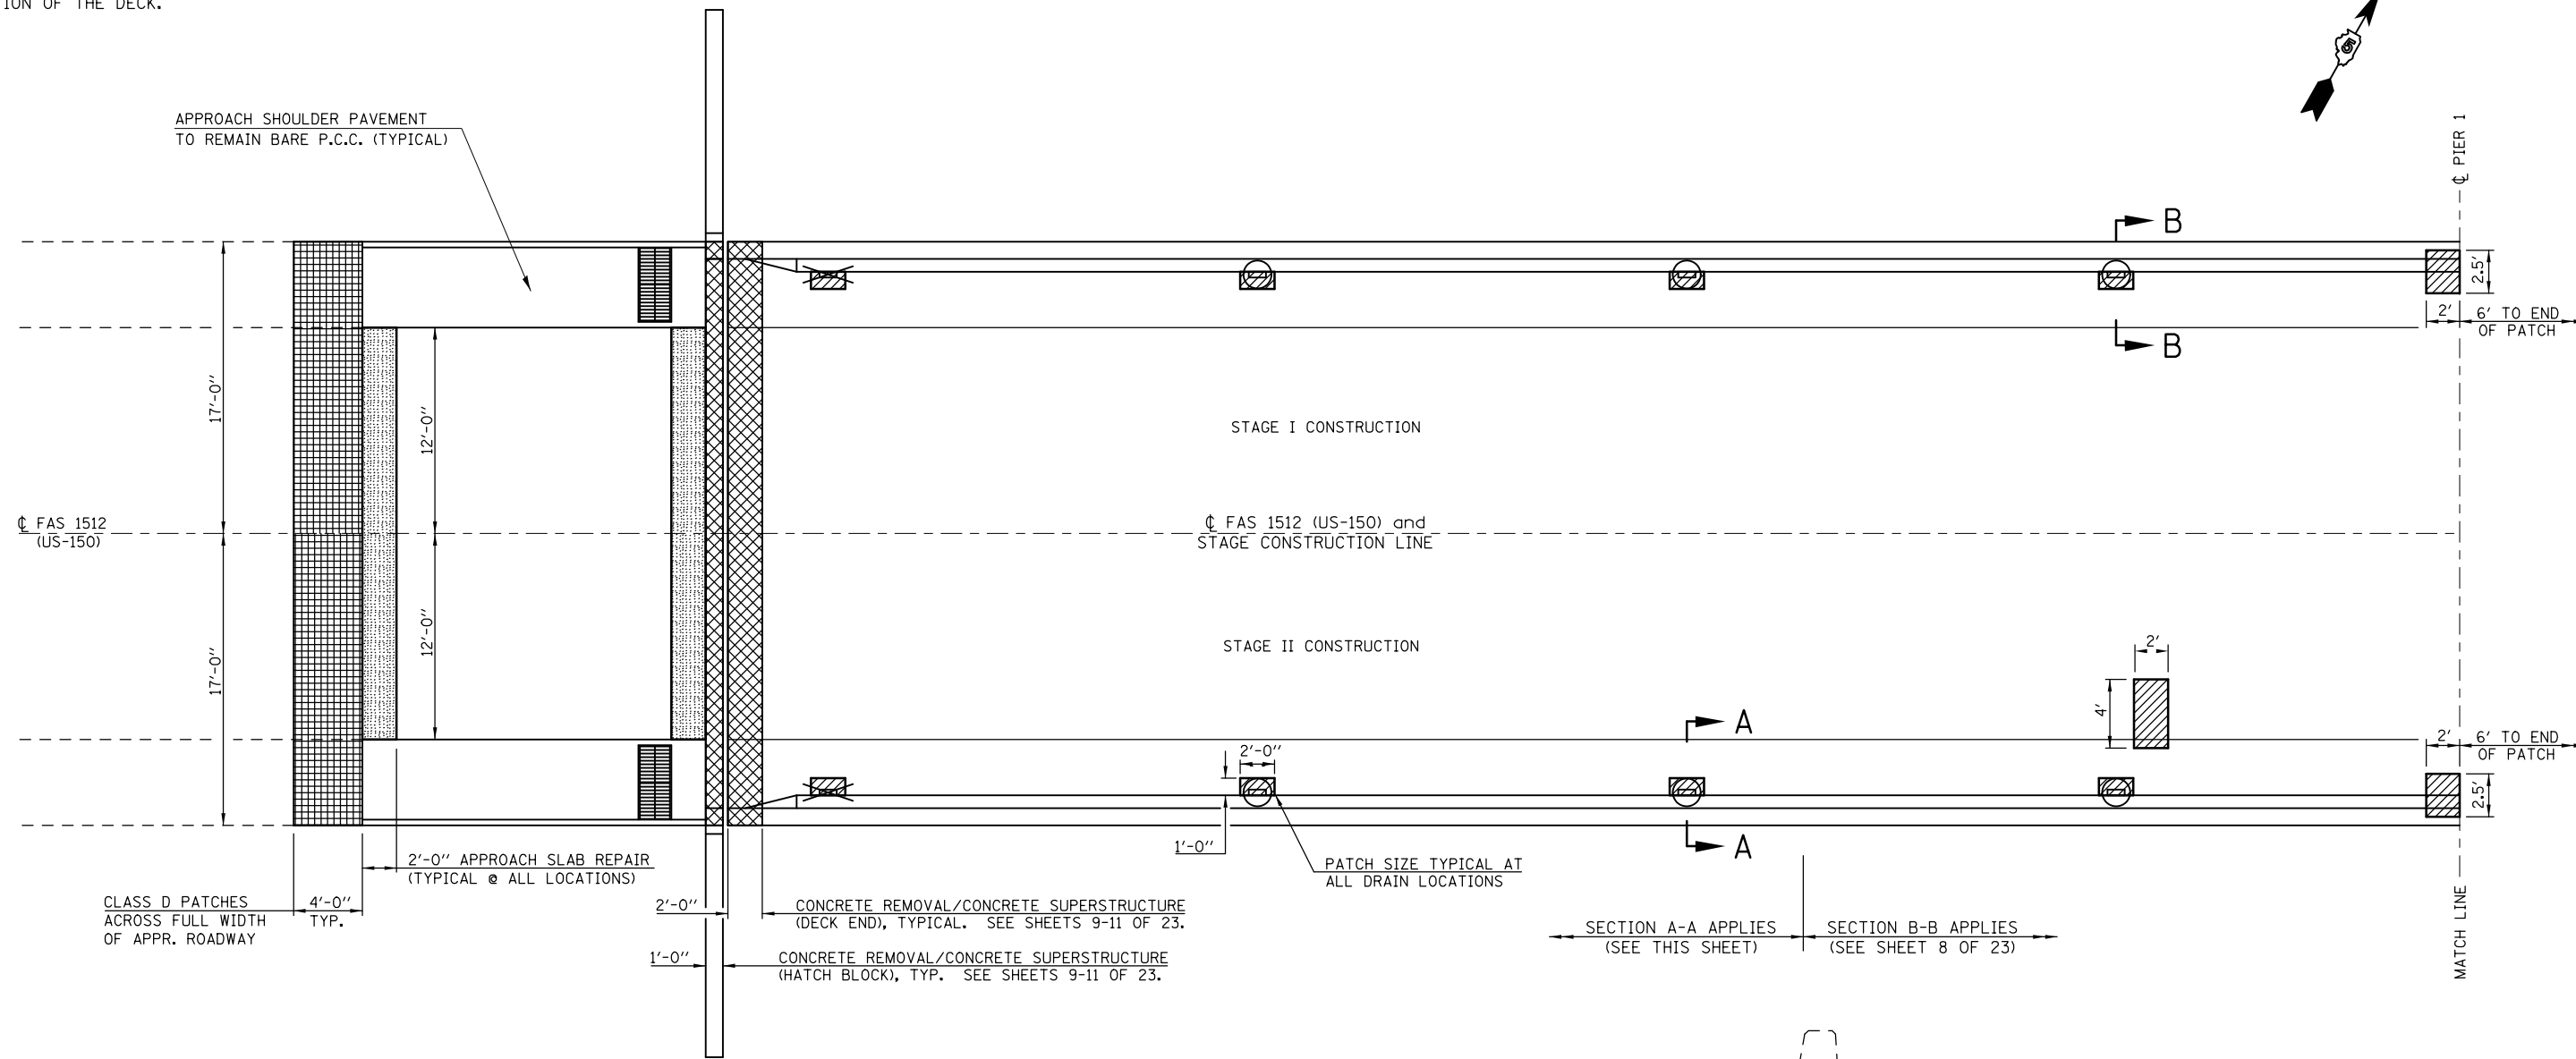 ION OF THE DECK.
APPROACH SHOULDER PAVEMENT
TO REMAIN BARE P.C.C. (TYPICAL)
5
℄ PIER 1
B
B
2.5'
2'
6' TO END
OF PATCH
17'-0"
12'-0"
STAGE I CONSTRUCTION
℄ FAS 1512
(US-150)
℄ FAS 1512 (US-150) and
STAGE CONSTRUCTION LINE
17'-0"
12'-0"
STAGE II CONSTRUCTION
2'
4'
A
A
2'-0"
1'-0"
2'
6' TO END
OF PATCH
2.5'
PATCH SIZE TYPICAL AT
ALL DRAIN LOCATIONS
2'-0" APPROACH SLAB REPAIR
(TYPICAL @ ALL LOCATIONS)
CLASS D PATCHES
ACROSS FULL WIDTH
OF APPR. ROADWAY
4'-0"
TYP.
2'-0"
CONCRETE REMOVAL/CONCRETE SUPERSTRUCTURE
(DECK END), TYPICAL. SEE SHEETS 9-11 OF 23.
1'-0"
CONCRETE REMOVAL/CONCRETE SUPERSTRUCTURE
(HATCH BLOCK), TYP. SEE SHEETS 9-11 OF 23.
SECTION A-A APPLIES
(SEE THIS SHEET)
SECTION B-B APPLIES
(SEE SHEET 8 OF 23)
MATCH LINE